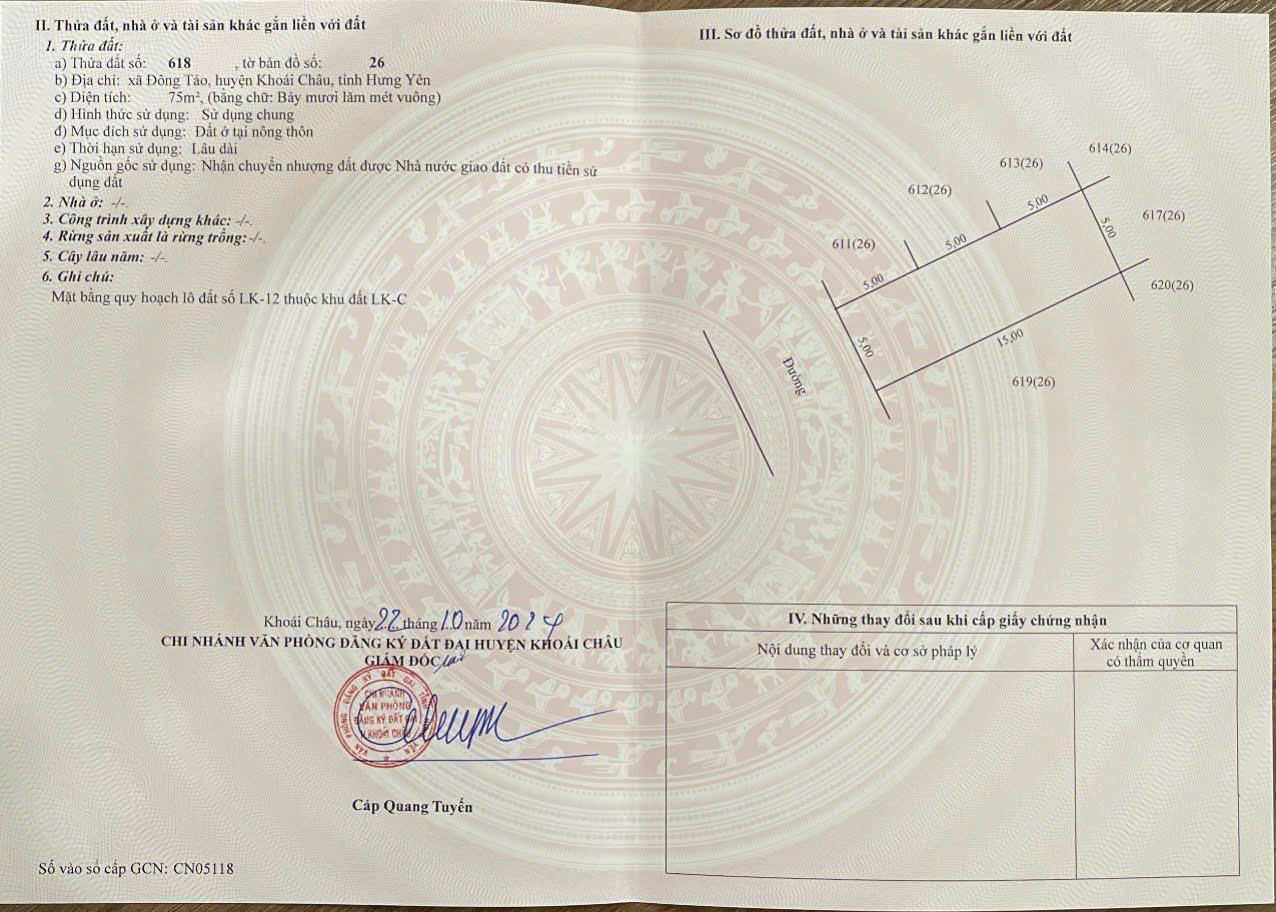 II. Thửa đất, nhà ở và tài sản khác gắn liền với đất
1. Thửa đất:
a) Thửa đất số: 618 , tờ bản đồ số: 26
b) Địa chỉ: xã Đông Tảo, huyện Khoái Châu, tỉnh Hưng Yên
c) Diện tích: 75m², (bằng chữ: Bảy mươi lăm mét vuông)
d) Hình thức sử dụng: Sử dụng chung
đ) Mục đích sử dụng: Đất ở tại nông thôn
e) Thời hạn sử dụng: Lâu dài
g) Nguồn gốc sử dụng: Nhận chuyển nhượng đất được Nhà nước giao đất có thu tiền sử
dụng đất
2. Nhà ở: -/-.
3. Công trình xây dựng khác: -/-.
4. Rừng sản xuất là rừng trồng: -/-.
5. Cây lâu năm: -/-.
6. Ghi chú:
Mặt bằng quy hoạch lô đất số LK-12 thuộc khu đất LK-C
Khoái Châu, ngày 22 tháng 10 năm 2024
CHI NHÁNH VĂN PHÒNG ĐĂNG KÝ ĐẤT ĐAI HUYỆN KHOÁI CHÂU
GIÁM ĐỐC
CHI NHÁNH
VĂN PHÒNG
ĐĂNG KÝ ĐẤT ĐAI
H.KHOÁI CHÂU
Cáp Quang Tuyến
Số vào sổ cấp GCN: CN05118
III. Sơ đồ thửa đất, nhà ở và tài sản khác gắn liền với đất
614(26)
613(26)
612(26)
5,00
617(26)
5,00
611(26)
5,00
5,00
620(26)
5,00
15,00
Đường
619(26)
IV. Những thay đổi sau khi cấp giấy chứng nhận
Nội dung thay đổi và cơ sở pháp lý
Xác nhận của cơ quan
có thẩm quyền